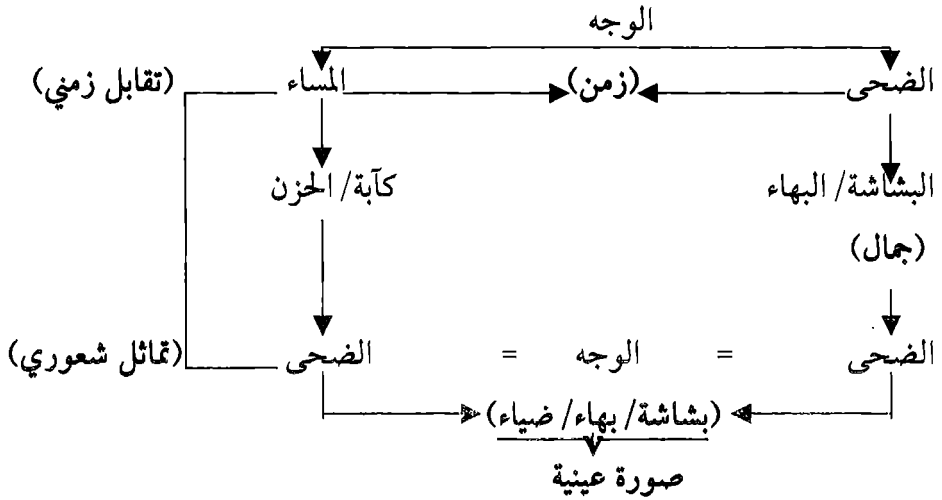 الوجه
الضحى (زمن) المساء (تقابل زمني)
البشاشة/ البهاء كآبة/ الحزن
(جمال)
الضحى = الوجه = الضحى (تماثل شعوري)
(بشاشة/ بهاء/ ضياء)
صورة عينية